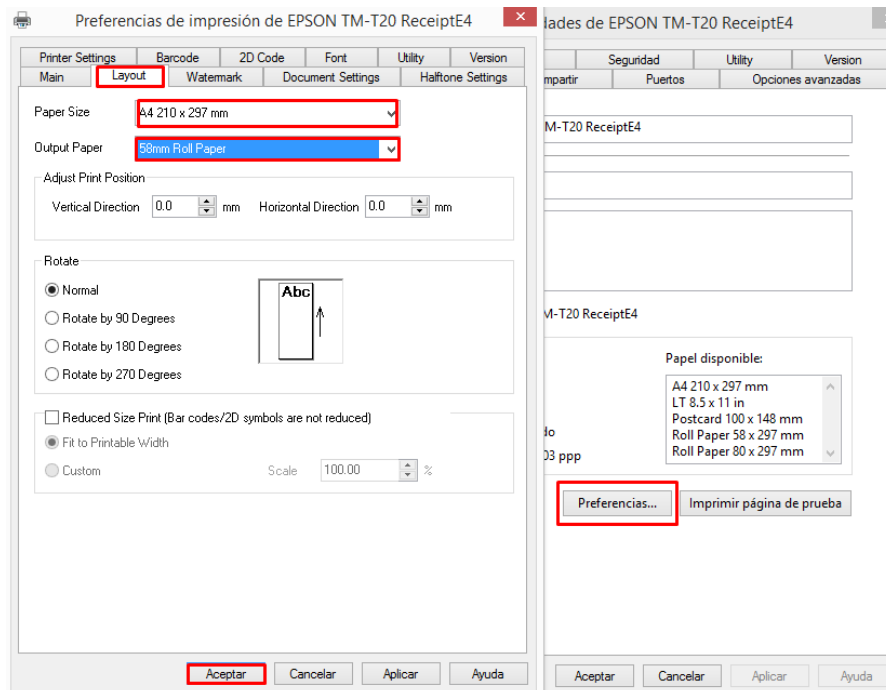 Preferencias de impresión de EPSON TM-T20 ReceiptE4
Printer Settings Barcode 2D Code Font Utility Version
Main Layout Watermark Document Settings Halftone Settings
Paper Size A4 210 x 297 mm
Output Paper 58mm Roll Paper
Adjust Print Position
Vertical Direction 0.0 mm Horizontal Direction 0.0 mm
Rotate
Normal
Rotate by 90 Degrees
Rotate by 180 Degrees
Rotate by 270 Degrees
Abc
Reduced Size Print (Bar codes/2D symbols are not reduced)
Fit to Printable Width
Custom Scale 100.00 %
Aceptar Cancelar Aplicar Ayuda
dades de EPSON TM-T20 ReceiptE4
Seguridad Utility Version
mpartir Puertos Opciones avanzadas
M-T20 ReceiptE4
M-T20 ReceiptE4
Papel disponible:
A4 210 x 297 mm
LT 8.5 x 11 in
Postcard 100 x 148 mm
do Roll Paper 58 x 297 mm
03 ppp Roll Paper 80 x 297 mm
Preferencias... Imprimir página de prueba
Aceptar Cancelar Aplicar Ayuda